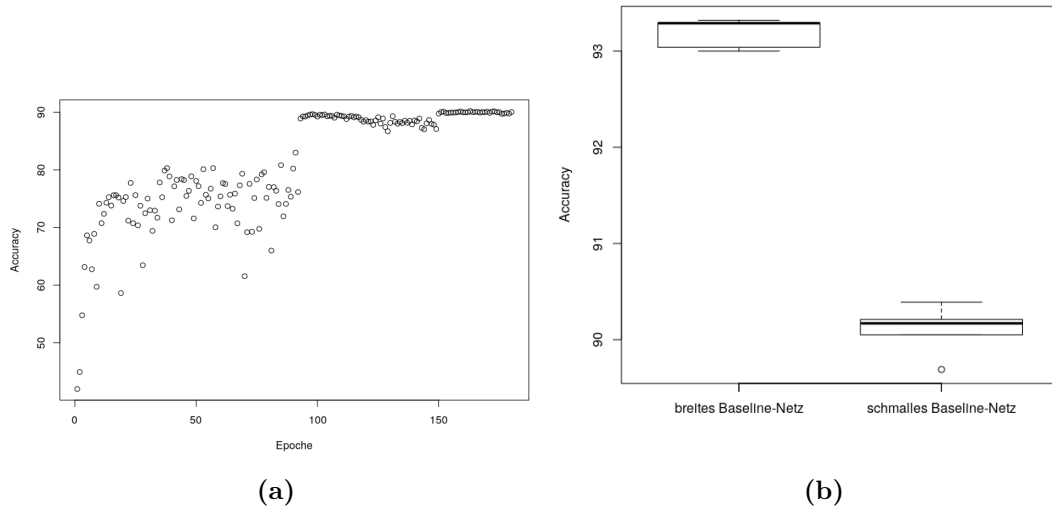 90
80
70
60
50
Accuracy
0
50
100
150
Epoche
(a)
93
92
91
90
Accuracy
breites Baseline-Netz
schmalles Baseline-Netz
(b)